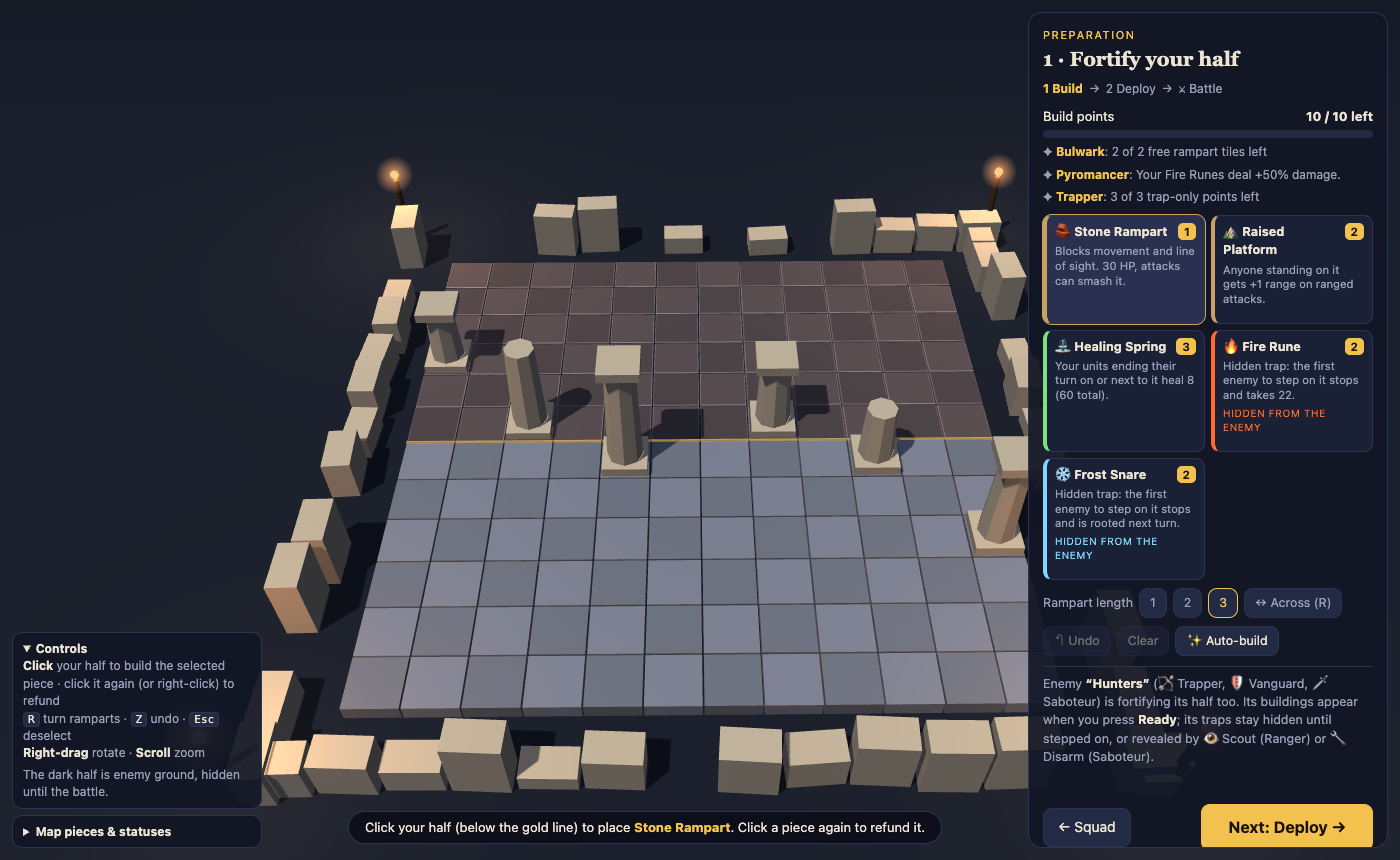 PREPARATION
1 · Fortify your half
1 Build → 2 Deploy → ⚔ Battle
Build points 10 / 10 left
✦ Bulwark: 2 of 2 free rampart tiles left
✦ Pyromancer: Your Fire Runes deal +50% damage.
✦ Trapper: 3 of 3 trap-only points left
Stone Rampart 1
Blocks movement and line
of sight. 30 HP, attacks
can smash it.
Raised
Platform 2
Anyone standing on it
gets +1 range on ranged
attacks.
Healing Spring 3
Your units ending their
turn on or next to it heal 8
(60 total).
Fire Rune 2
Hidden trap: the first
enemy to step on it stops
and takes 22.
HIDDEN FROM THE
ENEMY
Frost Snare 2
Hidden trap: the first
enemy to step on it stops
and is rooted next turn.
HIDDEN FROM THE
ENEMY
Rampart length 1 2 3 ↔ Across (R)
↰ Undo Clear ✨ Auto-build
Enemy “Hunters” (🏹 Trapper, 🛡 Vanguard, 🗡
Saboteur) is fortifying its half too. Its buildings appear
when you press Ready; its traps stay hidden until
stepped on, or revealed by 👁 Scout (Ranger) or 🔧
Disarm (Saboteur).
← Squad
Next: Deploy →
▼ Controls
Click your half to build the selected
piece · click it again (or right-click) to
refund
R turn ramparts · Z undo · Esc
deselect
Right-drag rotate · Scroll zoom
The dark half is enemy ground, hidden
until the battle.
▶ Map pieces & statuses
Click your half (below the gold line) to place Stone Rampart. Click a piece again to refund it.